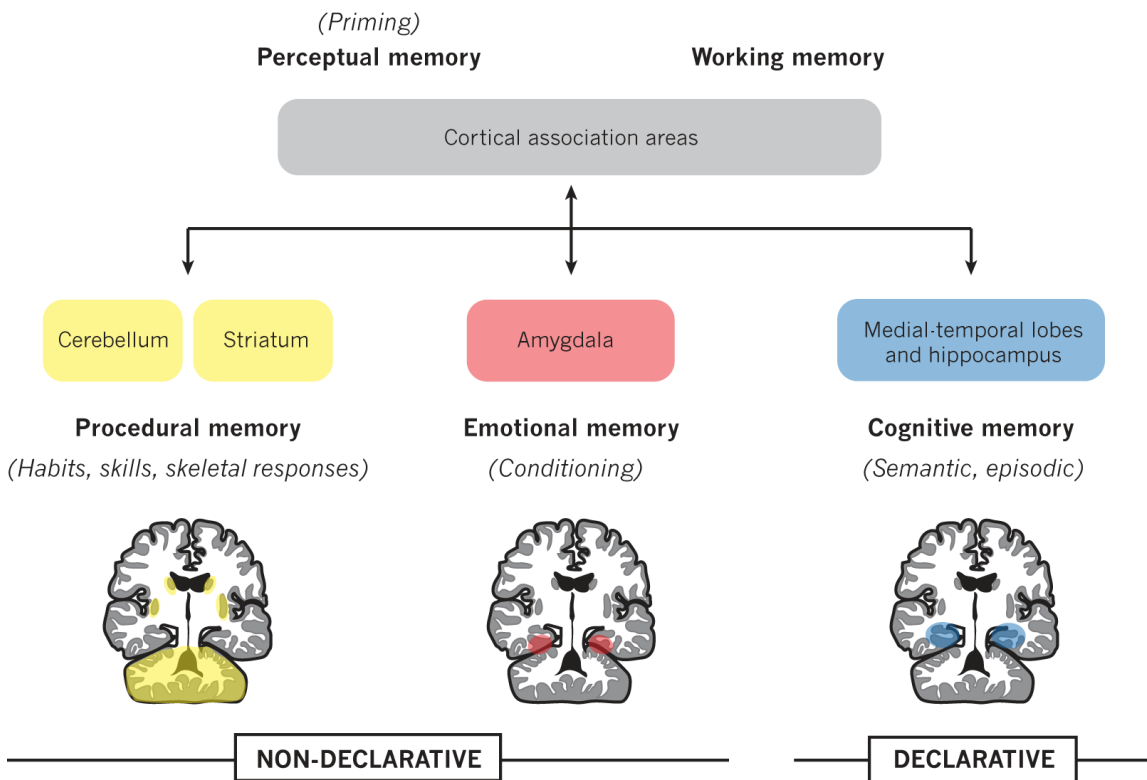 (Priming)
Perceptual memory
Working memory
Cortical association areas
Cerebellum
Striatum
Amygdala
Medial-temporal lobes
and hippocampus
Procedural memory
(Habits, skills, skeletal responses)
Emotional memory
(Conditioning)
Cognitive memory
(Semantic, episodic)
NON-DECLARATIVE
DECLARATIVE